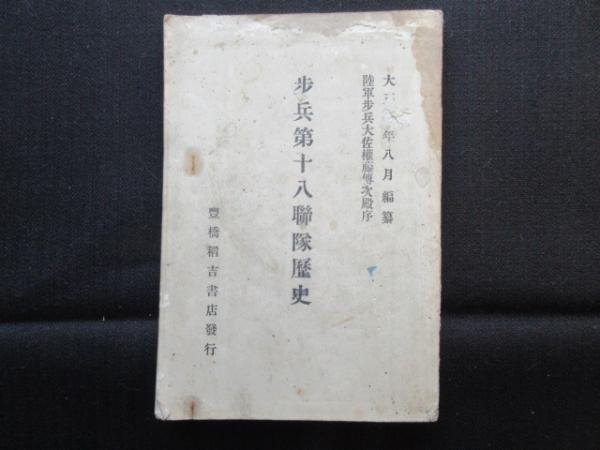 大 年八月編纂
陸軍步兵大佐權藤傳次殿序
步兵第十八聯隊歷史
豐橋稻吉書店發行